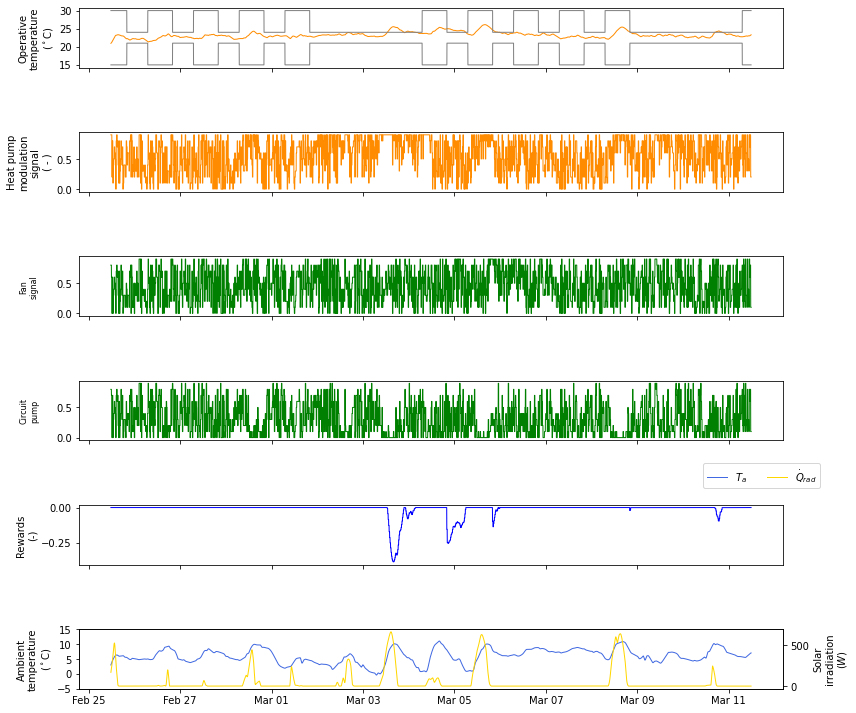 Operative
temperature
(°C)
30
25
20
15
Heat pump
modulation
signal
( - )
0.5
0.0
Fan
signal
0.5
0.0
Circuit
pump
0.5
0.0
T_a
Q̇_rad
Rewards
(-)
0.00
−0.25
Ambient
temperature
(°C)
15
10
5
0
−5
500
0
Solar
irradiation
(W)
Feb 25 Feb 27 Mar 01 Mar 03 Mar 05 Mar 07 Mar 09 Mar 11